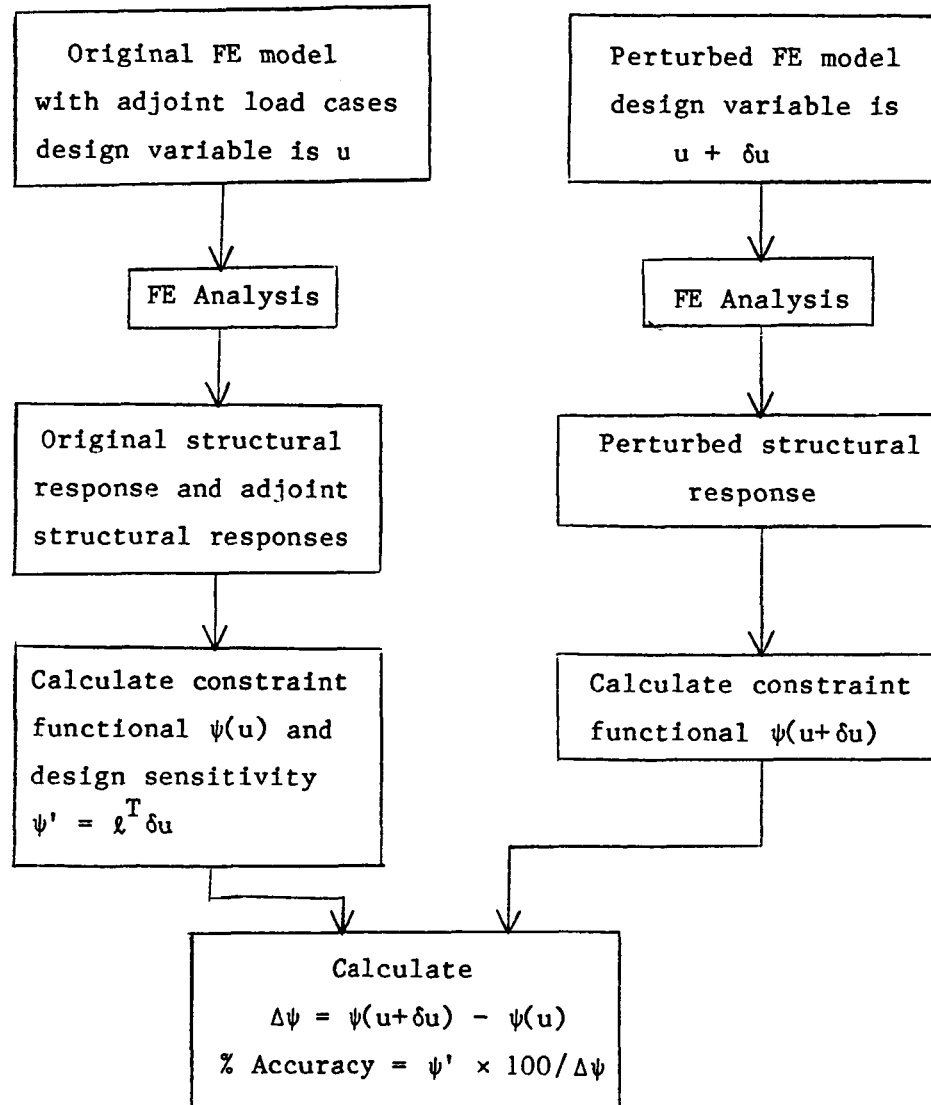 Original FE model
with adjoint load cases
design variable is u
Perturbed FE model
design variable is
u + δu
FE Analysis
FE Analysis
Original structural
response and adjoint
structural responses
Perturbed structural
response
Calculate constraint
functional ψ(u) and
design sensitivity
ψ' = ℓᵀδu
Calculate constraint
functional ψ(u+δu)
Calculate
Δψ = ψ(u+δu) - ψ(u)
% Accuracy = ψ' × 100/Δψ